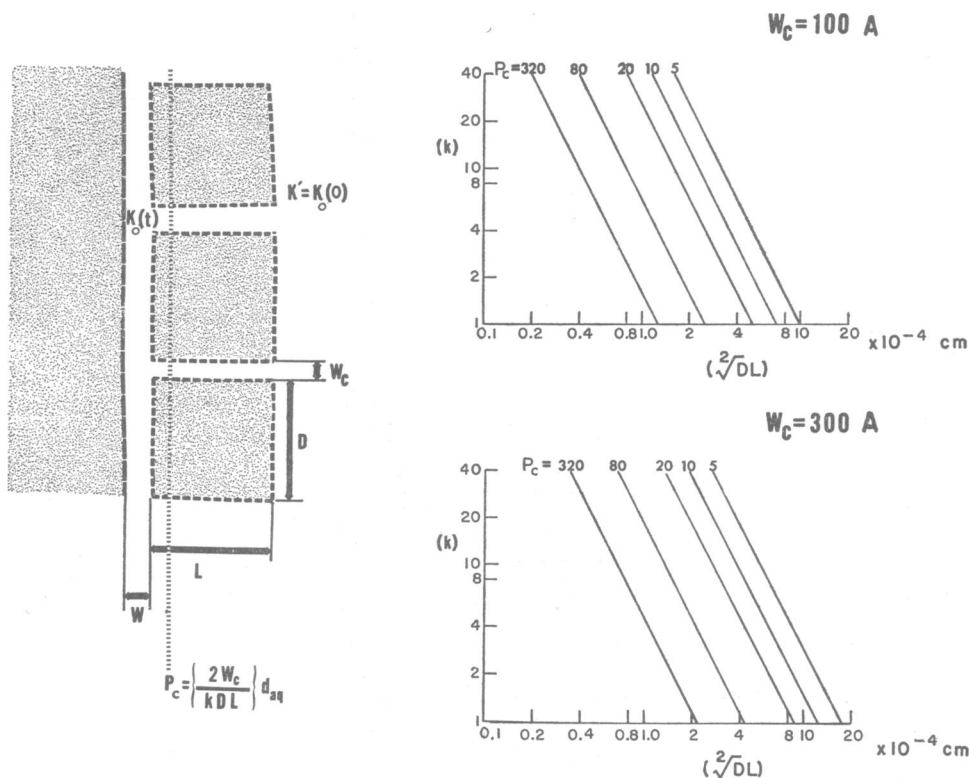 K(t)
o
K′=K(O)
o
W_c
D
L
W
P_c = { 2W_c / kDL } d_aq
W_c = 100 A
P_c = 320 80 20 10 5
(k)
40
20
10
8
4
2
1
0.1 0.2 0.4 0.8 1.0 2 4 8 10 20 x10⁻⁴ cm
(²√DL)
W_c = 300 A
P_c = 320 80 20 10 5
(k)
40
20
10
8
4
2
1
0.1 0.2 0.4 0.8 1.0 2 4 8 10 20 x10⁻⁴ cm
(²√DL)